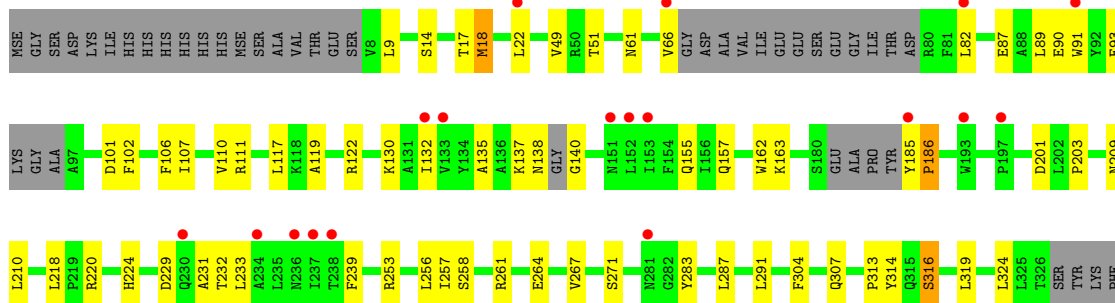 MSE GLY SER ASP LYS ILE HIS HIS HIS HIS HIS HIS MSE SER ALA VAL THR GLU SER V8 L9 S14 T17 M18 L22 V49 R50 T51 N61 V66 GLY ASP ALA VAL ILE GLU GLU SER GLU GLY ILE THR ASP R80 F81 L82 E87 A88 L89 E90 W91 Y92 E93
LYS GLY ALA A97 D101 F102 F106 I107 V110 R111 L117 K118 A119 R122 K130 A131 I132 V133 Y134 A135 A136 K137 N138 GLY G140 N151 L152 I153 F154 Q155 I156 Q157 W162 K163 S180 GLU ALA PRO TYR Y185 P186 W193 P197 D201 L202 P203 N209
L210 L218 P219 R220 H224 D229 Q230 A231 T232 L233 A234 L235 N236 I237 T238 F239 R253 L256 I257 S258 R261 E264 V267 S271 N281 G282 Y283 L287 L291 F304 Q307 P313 Y314 Q315 S316 L319 L324 L325 T326 SER TYR LYS PHE